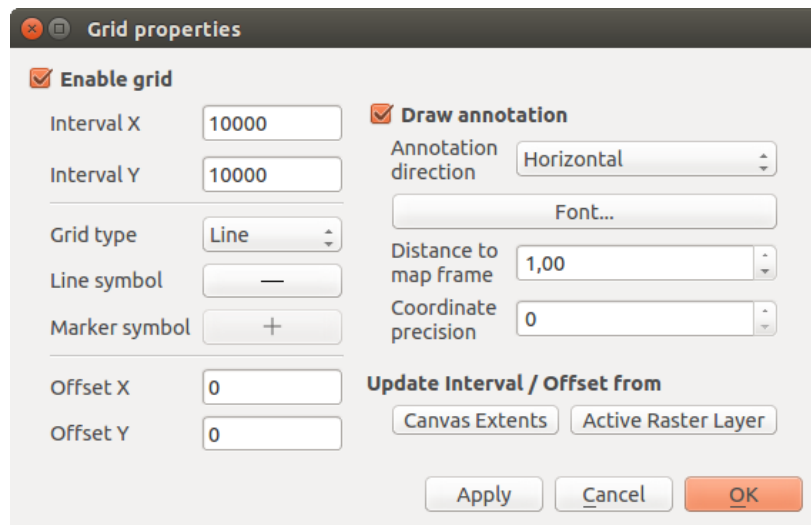 Grid properties
Enable grid
Interval X 10000
Interval Y 10000
Grid type Line
Line symbol
Marker symbol
Offset X 0
Offset Y 0
Draw annotation
Annotation
direction
Horizontal
Font...
Distance to
map frame
1,00
Coordinate
precision
0
Update Interval / Offset from
Canvas Extents Active Raster Layer
Apply Cancel OK